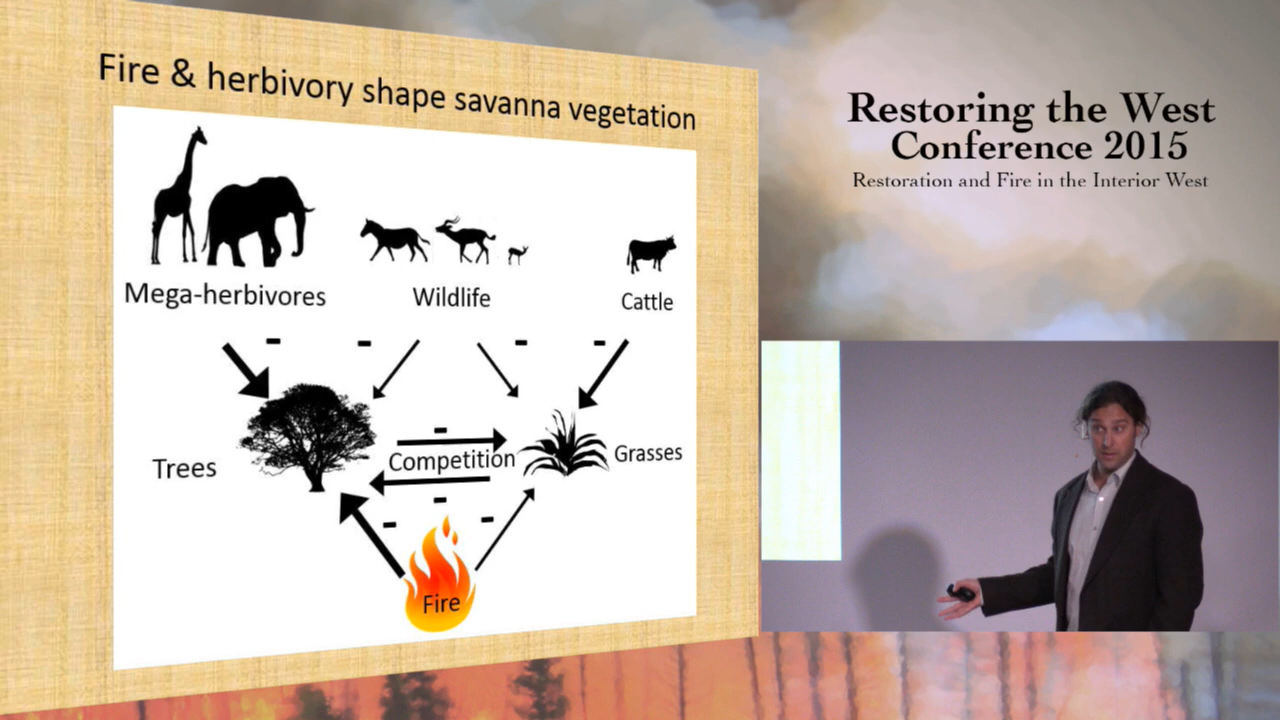 Fire & herbivory shape savanna vegetation
Mega-herbivores
Wildlife
Cattle
- - - -
Trees
-
Competition
Grasses
-
- -
Fire
Restoring the West
Conference 2015
Restoration and Fire in the Interior West